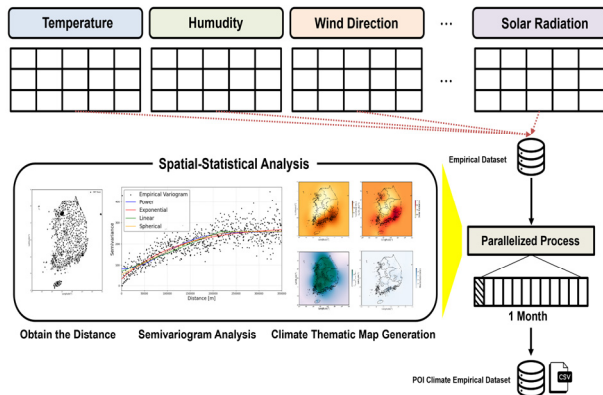 Temperature
Humudity
Wind Direction
...
Solar Radiation
...
Empirical Dataset
Spatial-Statistical Analysis
Empirical Variogram
Power
Exponential
Linear
Spherical
Semivariance
Distance [m]
Parallelized Process
1 Month
Obtain the Distance
Semivariogram Analysis
Climate Thematic Map Generation
POI Climate Empirical Dataset
CSV